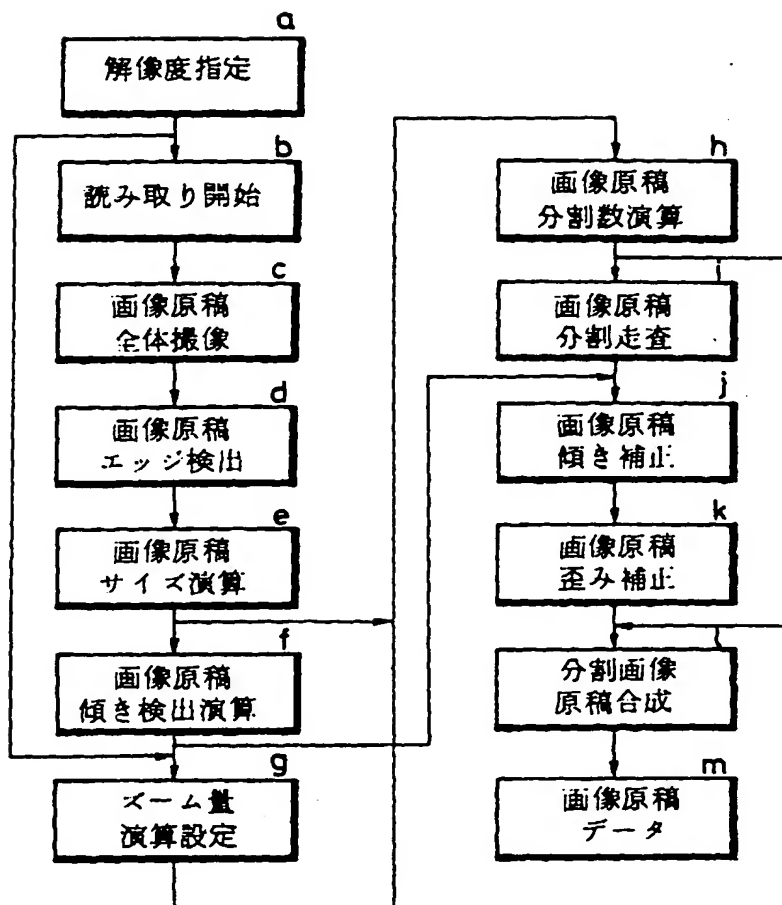 a
解像度指定
b
読み取り開始
c
画像原稿
全体撮像
d
画像原稿
エッジ検出
e
画像原稿
サイズ演算
f
画像原稿
傾き検出演算
g
ズーム量
演算設定
h
画像原稿
分割数演算
i
画像原稿
分割走査
j
画像原稿
傾き補正
k
画像原稿
歪み補正
l
分割画像
原稿合成
m
画像原稿
データ